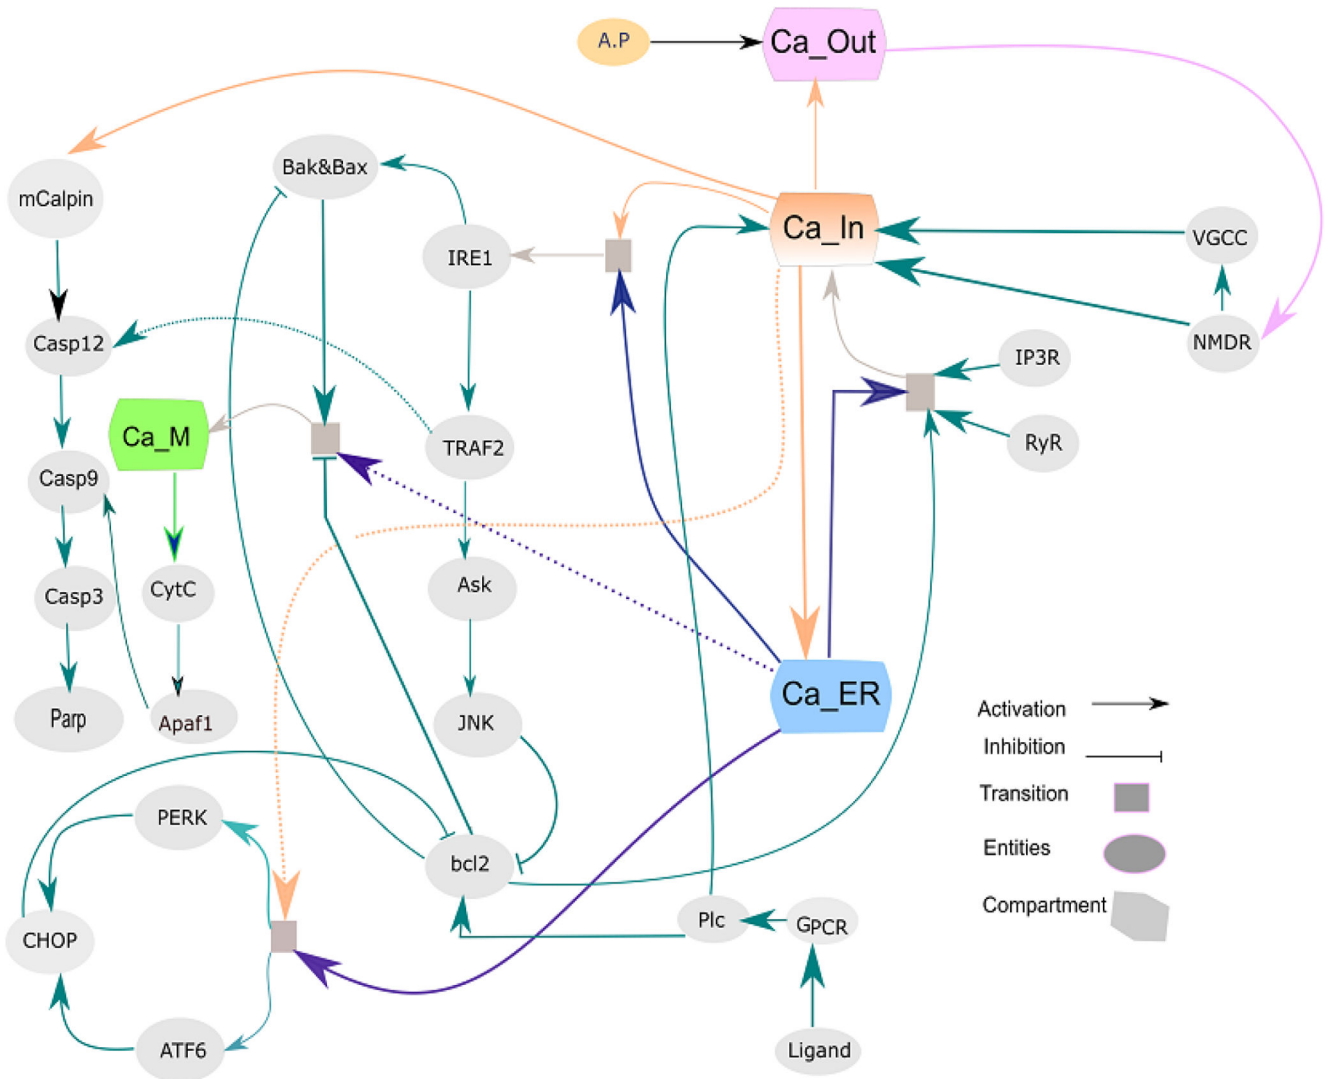 A.P
Ca_Out
Bak&Bax
mCalpin
Ca_In
VGCC
IRE1
Casp12
NMDR
IP3R
Ca_M
TRAF2
RyR
Casp9
CytC
Ask
Casp3
Ca_ER
Parp
Apaf1
JNK
Activation
Inhibition
Transition
PERK
Entities
bcl2
Compartment
Plc
GPCR
CHOP
ATF6
Ligand